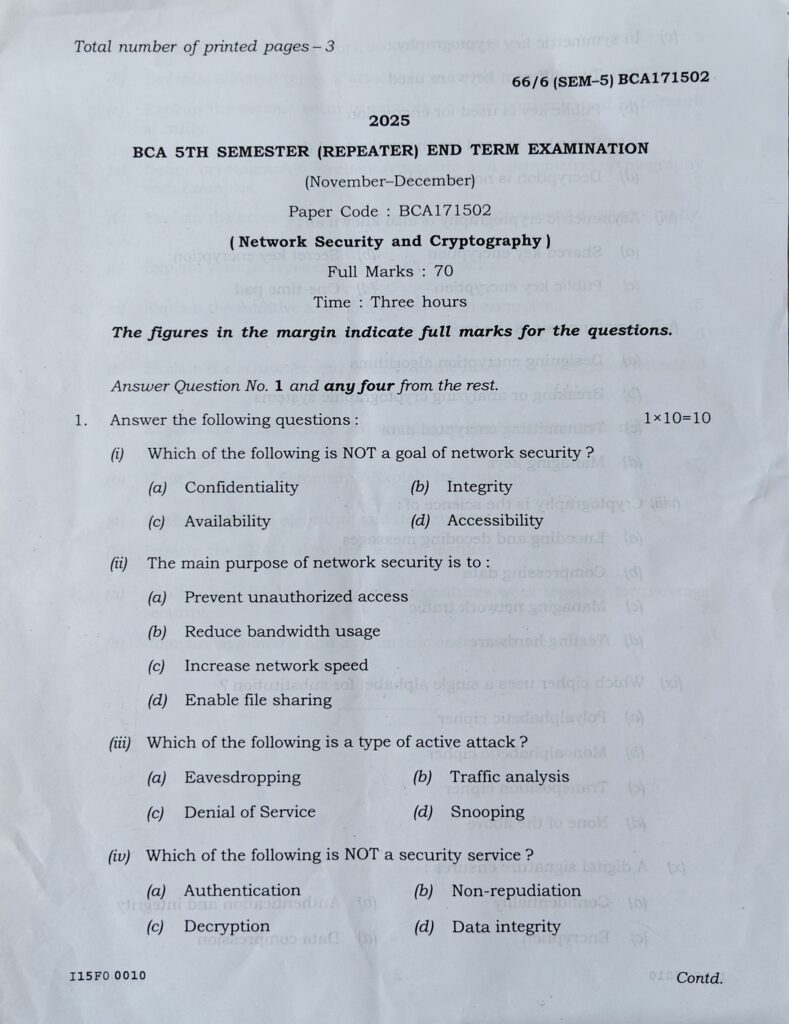 Total number of printed pages – 3
66/6 (SEM–5) BCA171502
2025
BCA 5TH SEMESTER (REPEATER) END TERM EXAMINATION
(November–December)
Paper Code : BCA171502
( Network Security and Cryptography )
Full Marks : 70
Time : Three hours
The figures in the margin indicate full marks for the questions.
Answer Question No. 1 and any four from the rest.
1. Answer the following questions : 1×10=10
(i) Which of the following is NOT a goal of network security ?
(a) Confidentiality (b) Integrity
(c) Availability (d) Accessibility
(ii) The main purpose of network security is to :
(a) Prevent unauthorized access
(b) Reduce bandwidth usage
(c) Increase network speed
(d) Enable file sharing
(iii) Which of the following is a type of active attack ?
(a) Eavesdropping (b) Traffic analysis
(c) Denial of Service (d) Snooping
(iv) Which of the following is NOT a security service ?
(a) Authentication (b) Non-repudiation
(c) Decryption (d) Data integrity
I15FO 0010 Contd.